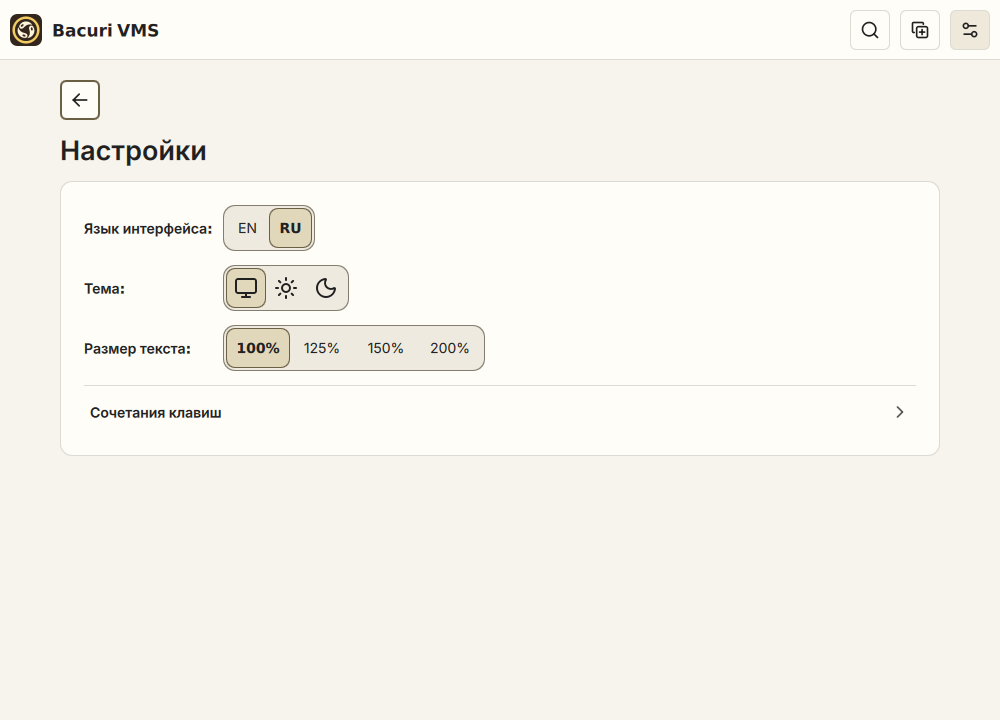 Bacuri VMS
Настройки
Язык интерфейса: EN RU
Тема:
Размер текста: 100% 125% 150% 200%
Сочетания клавиш